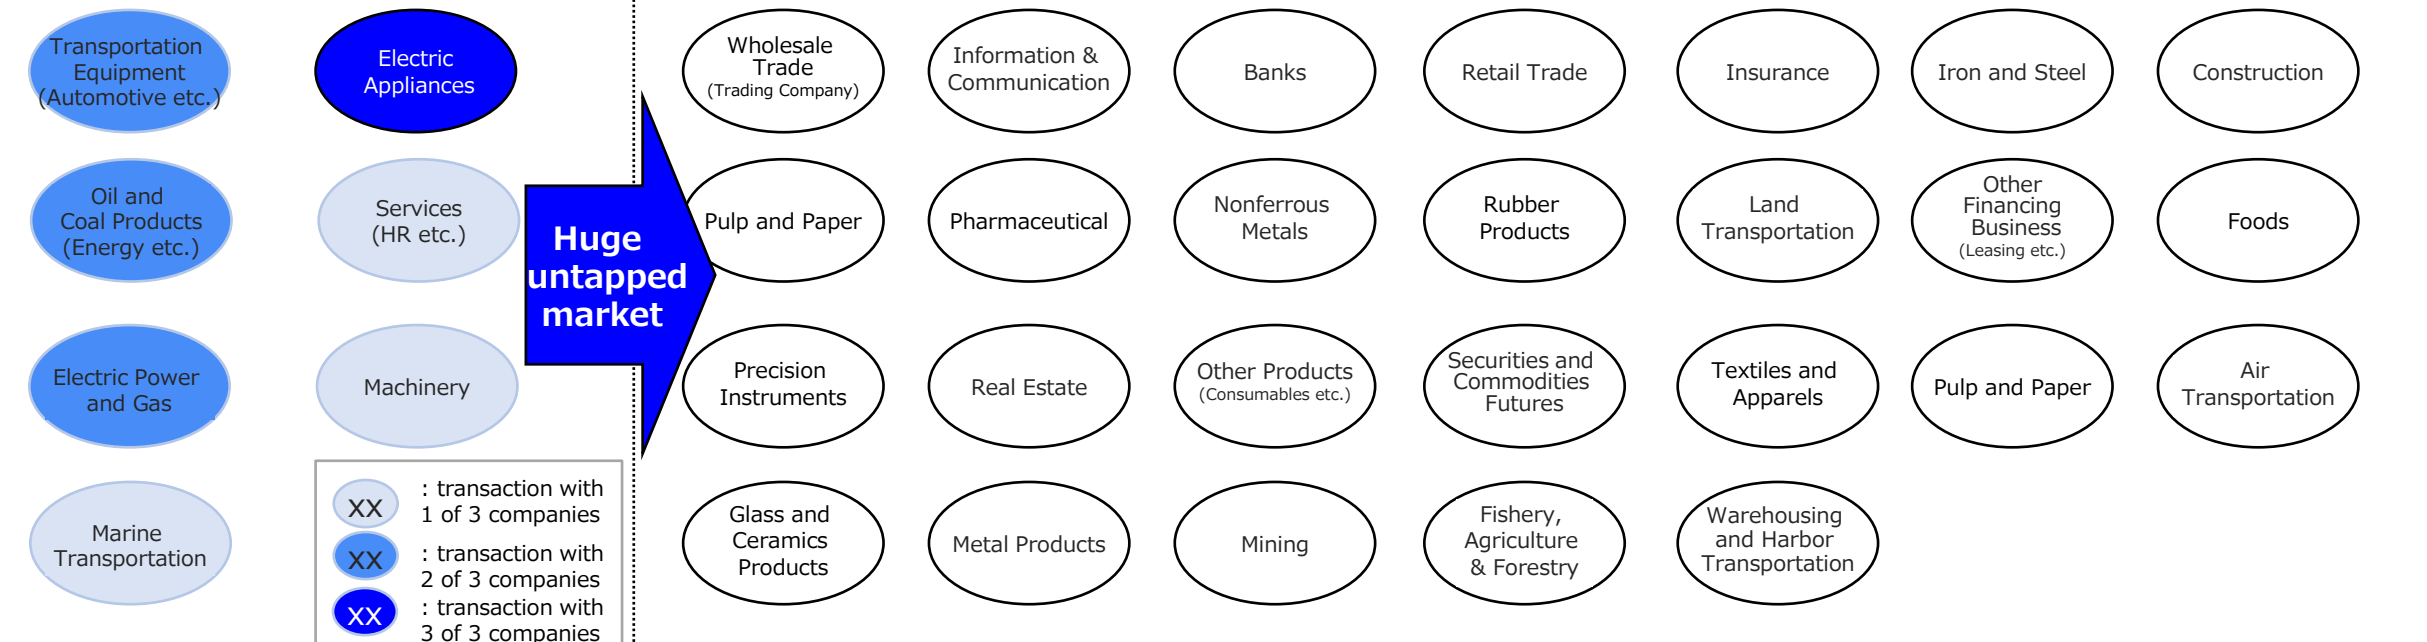 Transportation
Equipment
(Automotive etc.)
Electric
Appliances
Wholesale
Trade
(Trading Company)
Information &
Communication
Banks
Retail Trade
Insurance
Iron and Steel
Construction
Oil and
Coal Products
(Energy etc.)
Services
(HR etc.)
Huge
untapped
market
Pulp and Paper
Pharmaceutical
Nonferrous
Metals
Rubber
Products
Land
Transportation
Other
Financing
Business
(Leasing etc.)
Foods
Electric Power
and Gas
Machinery
Precision
Instruments
Real Estate
Other Products
(Consumables etc.)
Securities and
Commodities
Futures
Textiles and
Apparels
Pulp and Paper
Air
Transportation
Marine
Transportation
XX
: transaction with
1 of 3 companies
XX
: transaction with
2 of 3 companies
XX
: transaction with
3 of 3 companies
Glass and
Ceramics
Products
Metal Products
Mining
Fishery,
Agriculture
& Forestry
Warehousing
and Harbor
Transportation